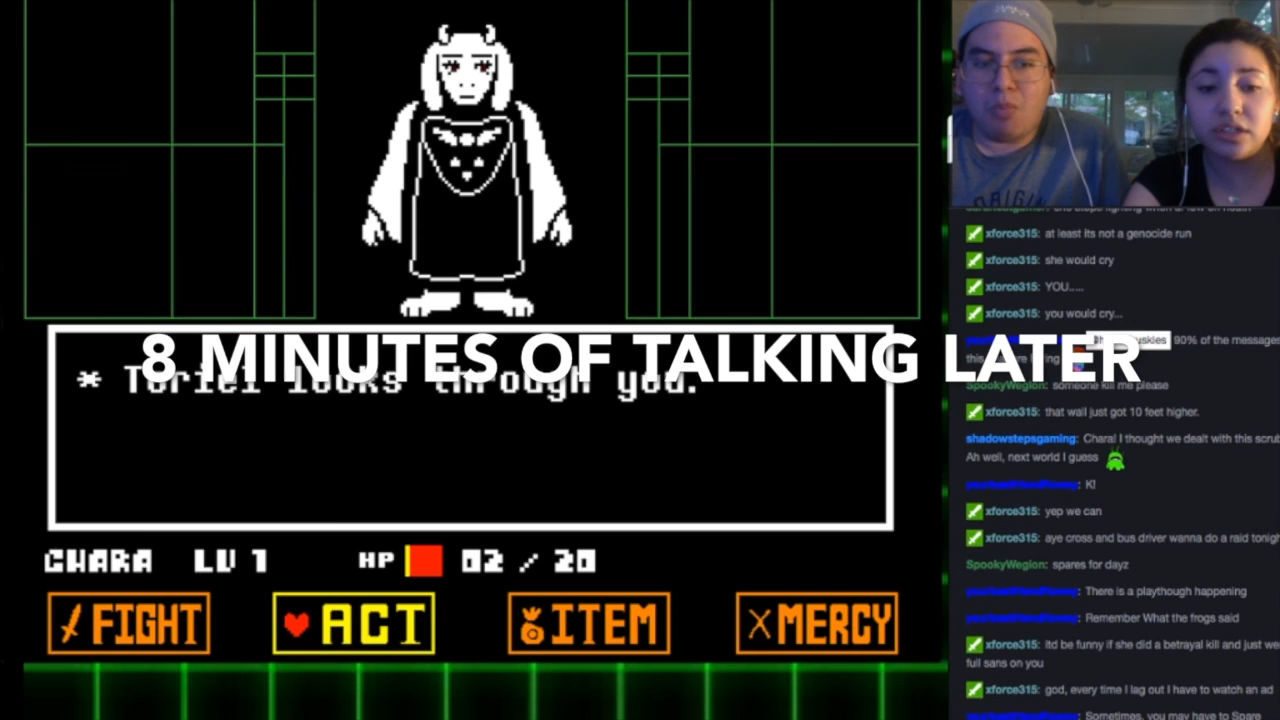 8 MINUTES OF TALKING LATER
* Toriel looks through you.
CHARA LV 1 HP 02 / 20
FIGHT
ACT
ITEM
MERCY
ORIGI
xforce315: at least its not a genocide run
xforce315: she would cry
xforce315: YOU....
xforce315: you would cry...
90% of the messages
SpookyWegion: someone kill me please
xforce315: that wall just got 10 feet higher.
shadowstepsgaming: Chara! I thought we dealt with this scrub
Ah well, next world I guess
: K!
xforce315: yep we can
xforce315: aye cross and bus driver wanna do a raid tonigh
SpookyWegion: spares for dayz
: There is a playthough happening
: Remember What the frogs said
xforce315: itd be funny if she did a betrayal kill and just we
full sans on you
xforce315: god, every time I lag out I have to watch an ad
: Sometimes, you may have to Spare